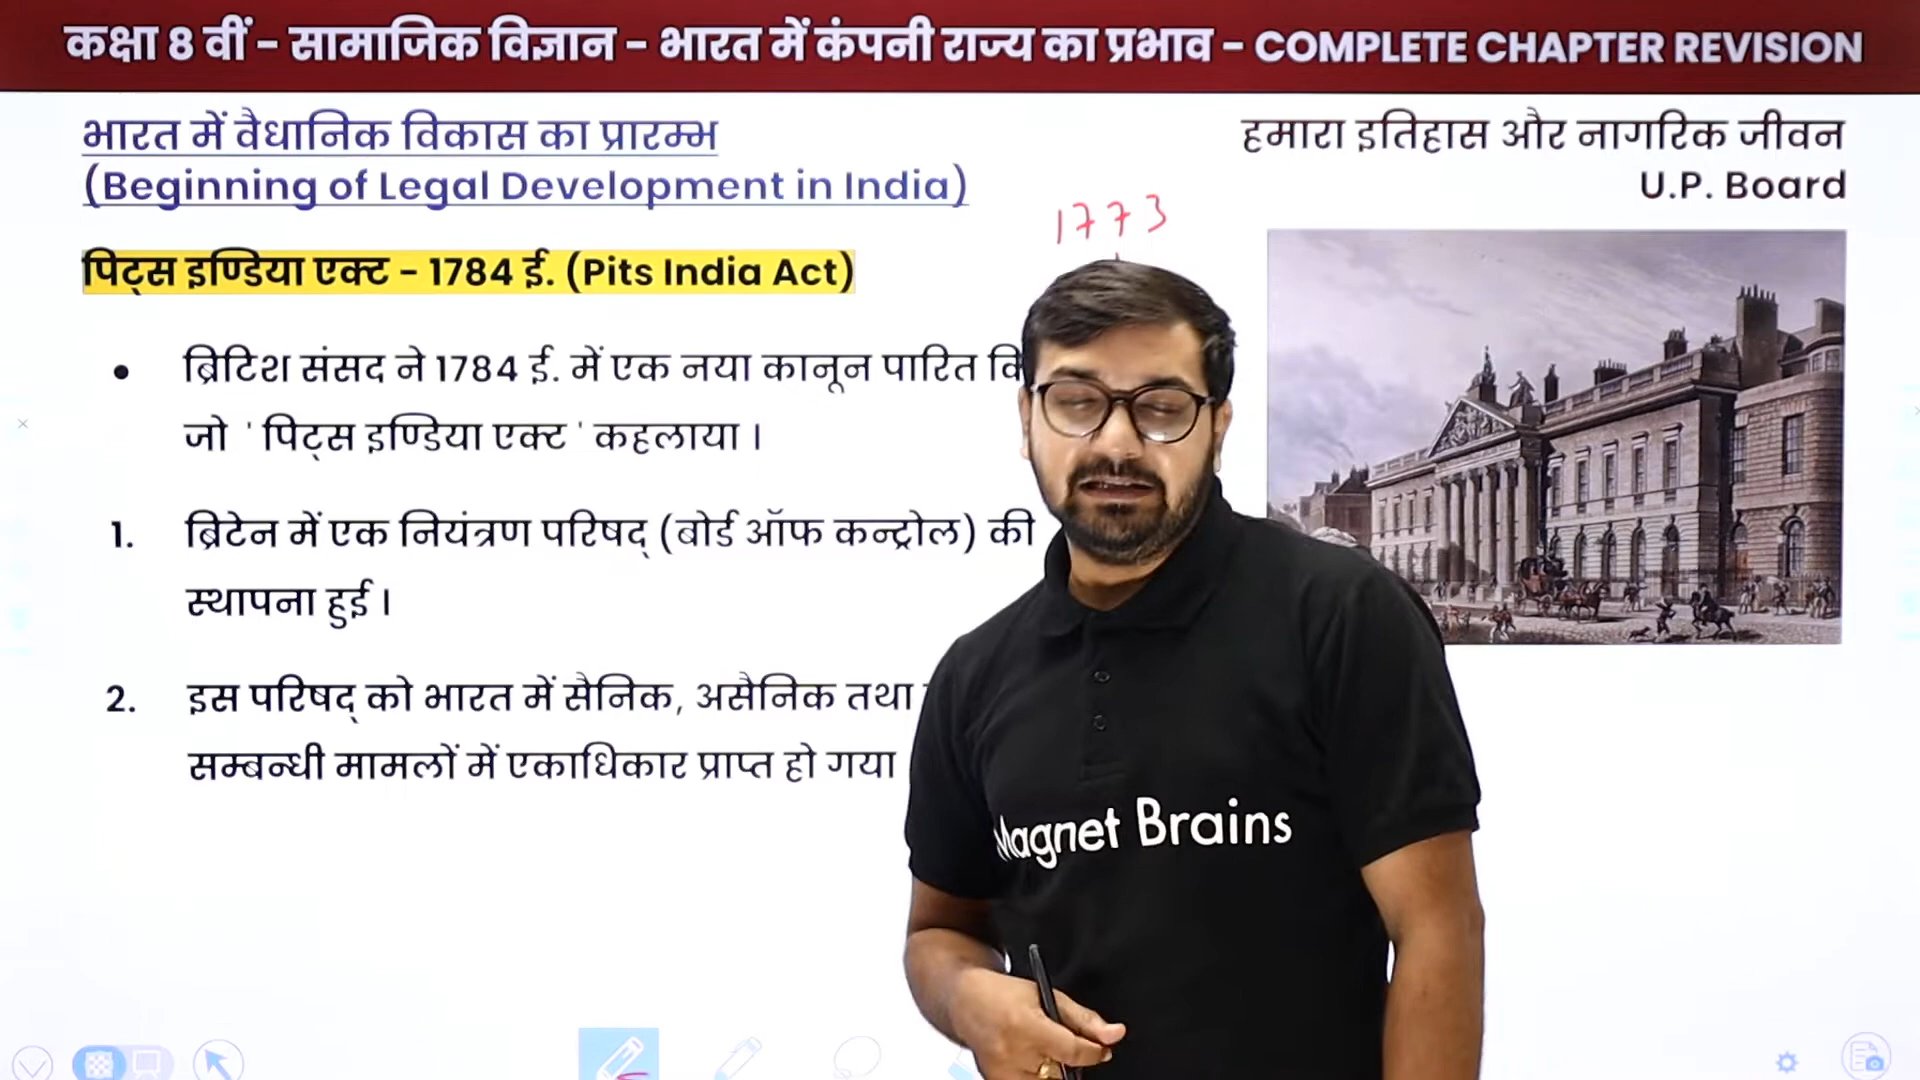 कक्षा 8 वीं - सामाजिक विज्ञान - भारत में कंपनी राज्य का प्रभाव - COMPLETE CHAPTER REVISION
भारत में वैधानिक विकास का प्रारम्भ
(Beginning of Legal Development in India)
हमारा इतिहास और नागरिक जीवन
U.P. Board
1773
पिट्स इण्डिया एक्ट - 1784 ई. (Pits India Act)
• ब्रिटिश संसद ने 1784 ई. में एक नया कानून पारित
जो ' पिट्स इण्डिया एक्ट ' कहलाया ।
1. ब्रिटेन में एक नियंत्रण परिषद् (बोर्ड ऑफ कन्ट्रोल) की
स्थापना हुई ।
2. इस परिषद् को भारत में सैनिक, असैनिक तथा
सम्बन्धी मामलों में एकाधिकार प्राप्त हो गया
Magnet Brains